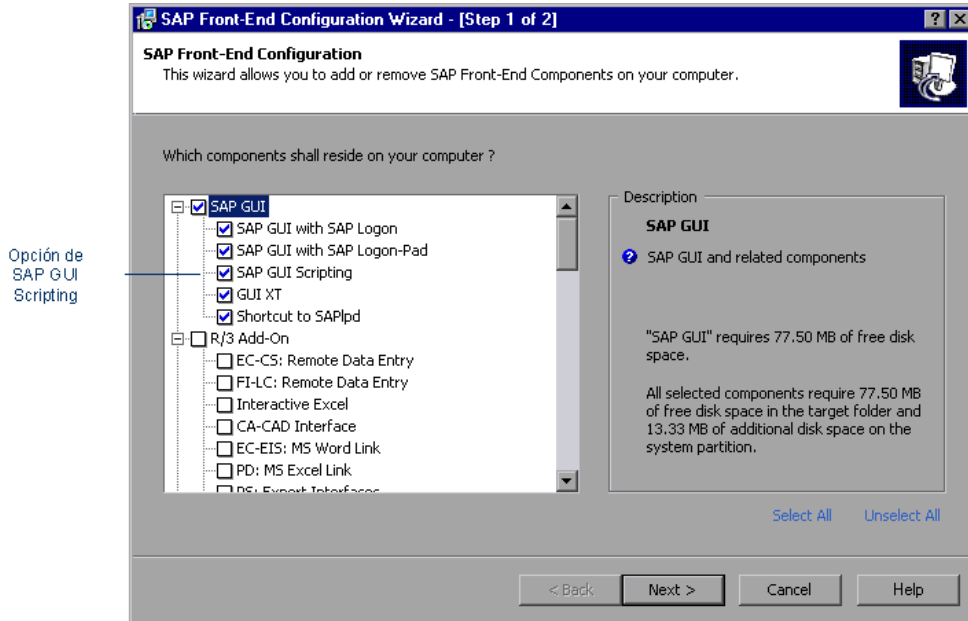 SAP Front-End Configuration Wizard - [Step 1 of 2]
SAP Front-End Configuration
This wizard allows you to add or remove SAP Front-End Components on your computer.
Which components shall reside on your computer ?
Opción de
SAP GUI
Scripting
SAP GUI
SAP GUI with SAP Logon
SAP GUI with SAP Logon-Pad
SAP GUI Scripting
GUI XT
Shortcut to SAPlpd
R/3 Add-On
EC-CS: Remote Data Entry
FI-LC: Remote Data Entry
Interactive Excel
CA-CAD Interface
EC-EIS: MS Word Link
PD: MS Excel Link
PS: Export Interfaces
Description
SAP GUI
SAP GUI and related components
"SAP GUI" requires 77.50 MB of free disk
space.
All selected components require 77.50 MB
of free disk space in the target folder and
13.33 MB of additional disk space on the
system partition.
Select All
Unselect All
< Back
Next >
Cancel
Help